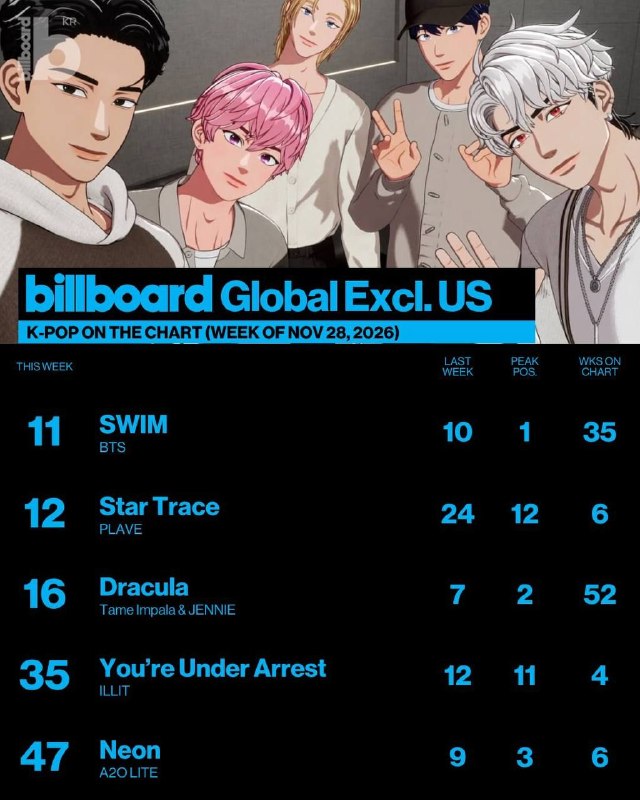 billboard
KR
b
billboard Global Excl. US
K-POP ON THE CHART (WEEK OF NOV 28, 2026)
THIS WEEK LAST WEEK PEAK POS. WKS ON CHART
11 SWIM 10 1 35
BTS
12 Star Trace 24 12 6
PLAVE
16 Dracula 7 2 52
Tame Impala & JENNIE
35 You're Under Arrest 12 11 4
ILLIT
47 Neon 9 3 6
A2O LITE